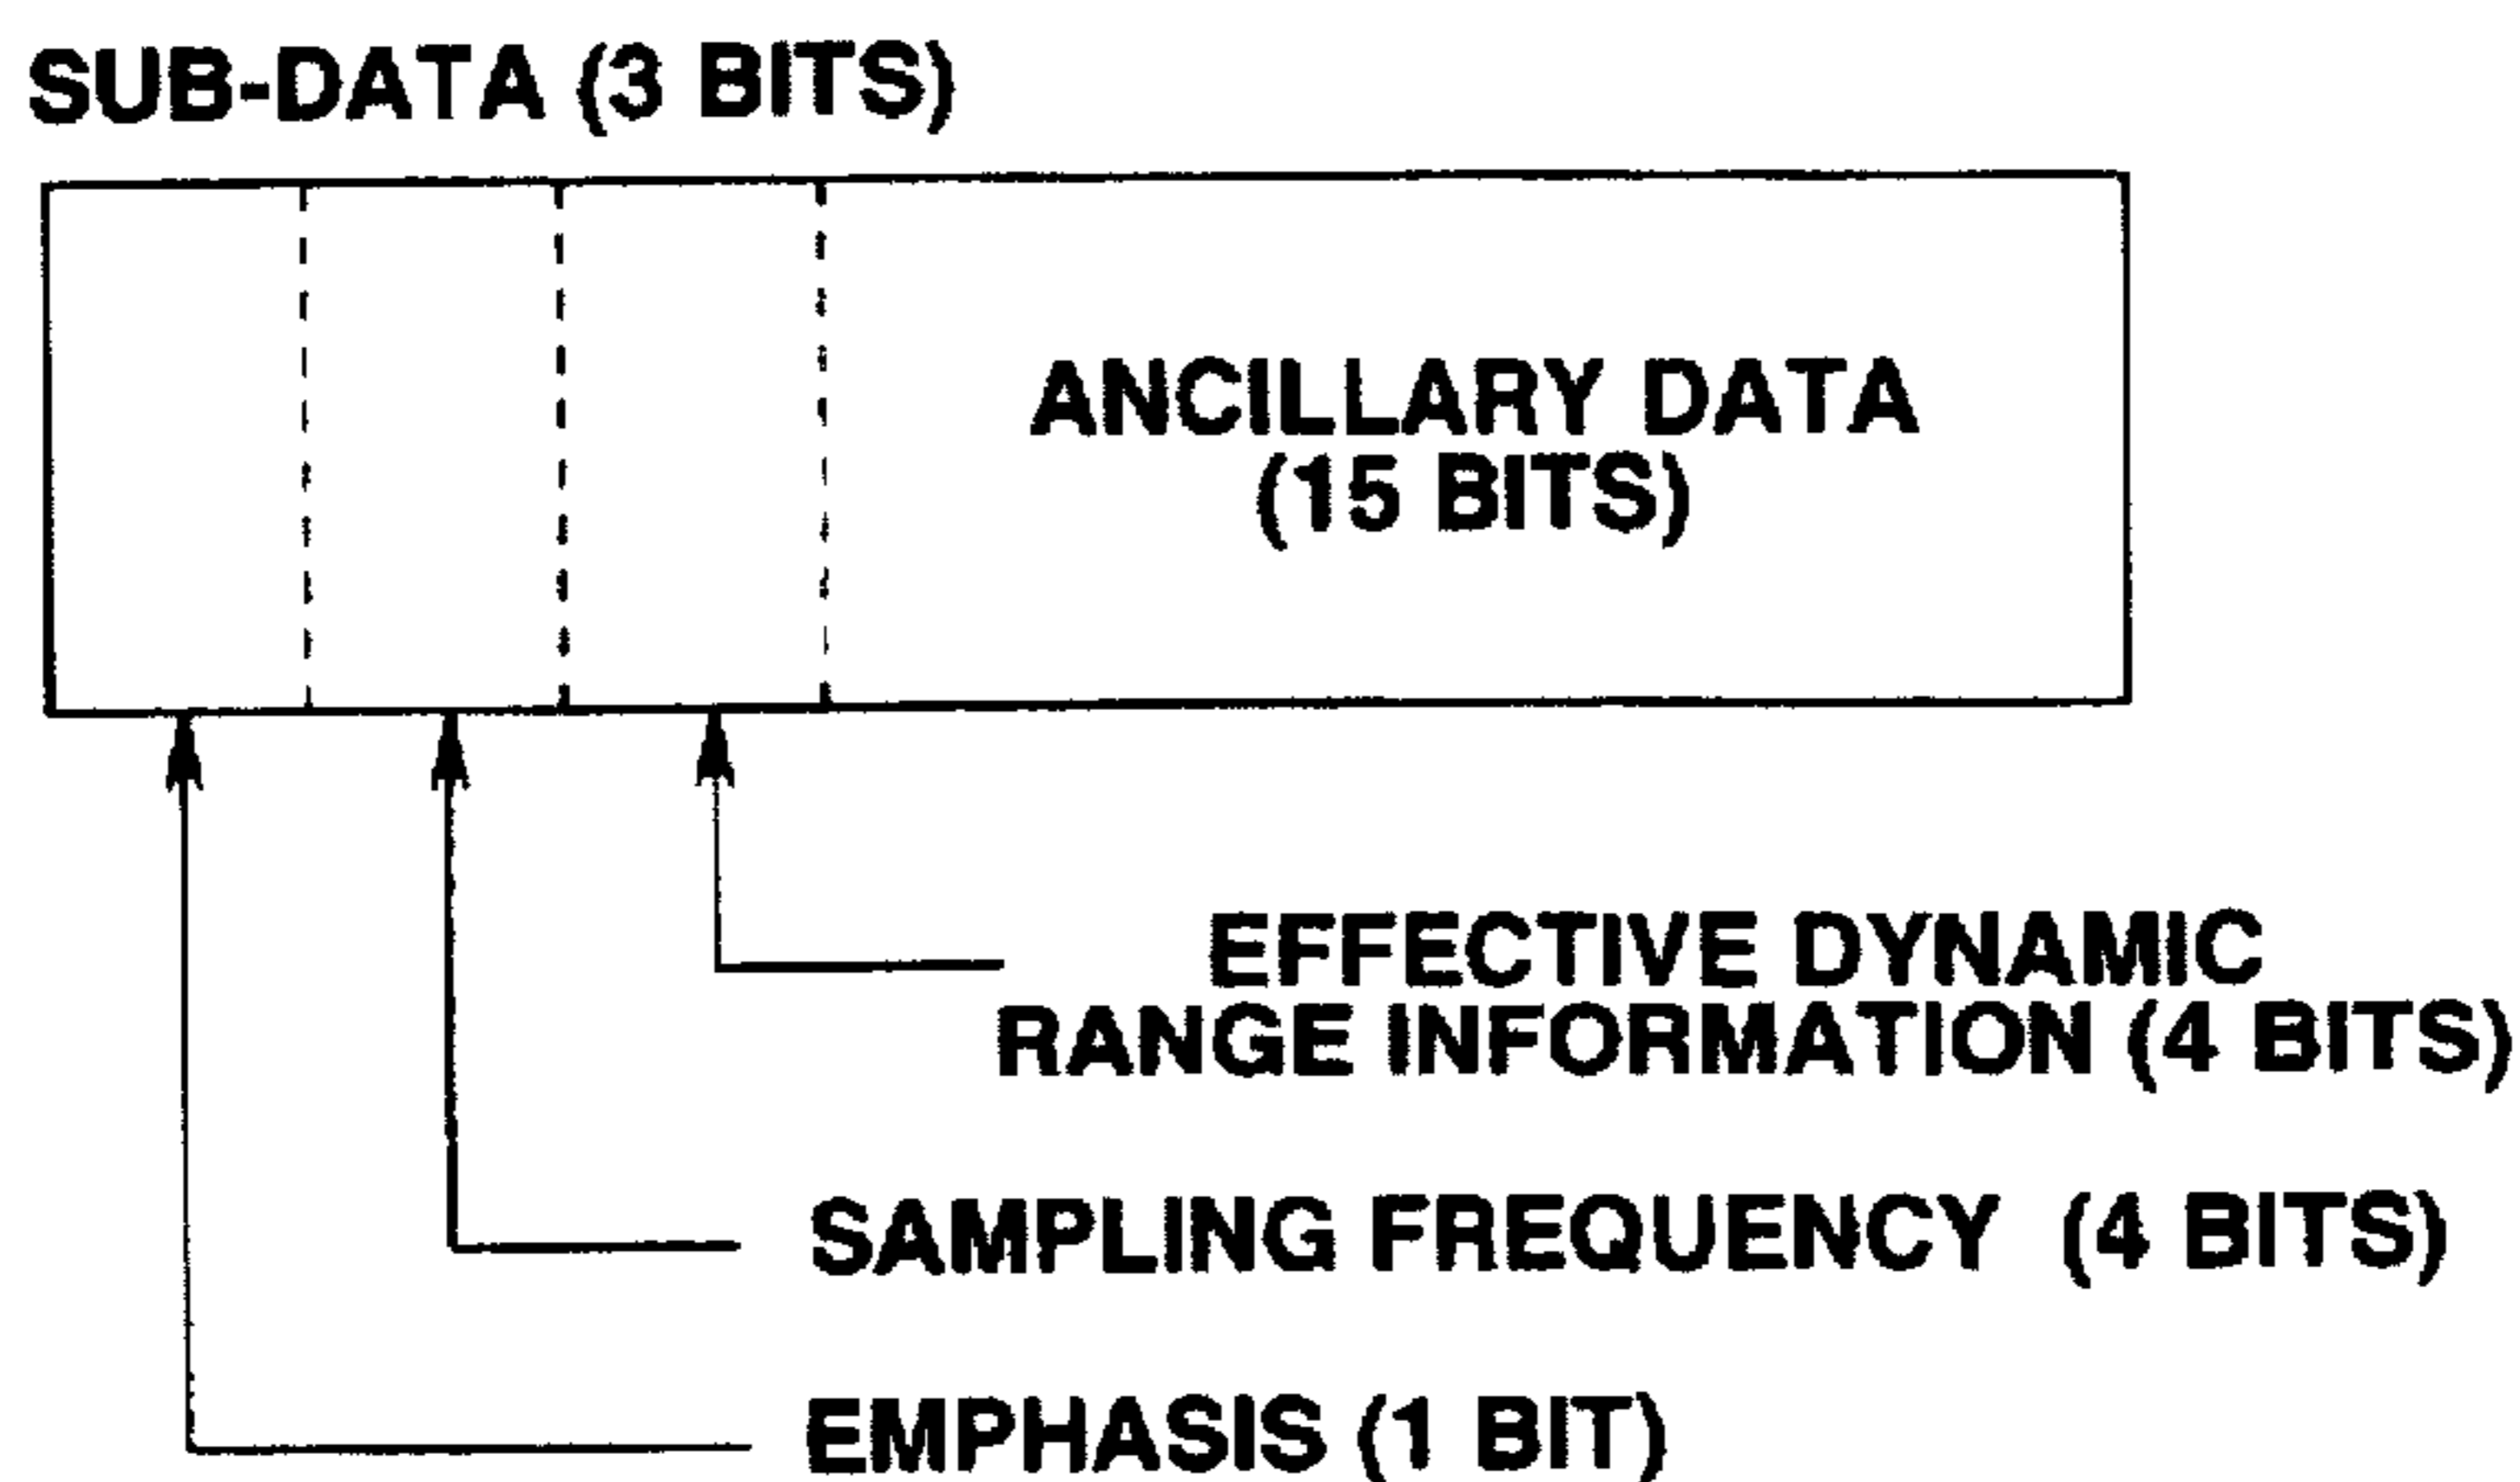 SUB-DATA (3 BITS)
ANCILLARY DATA
(15 BITS)
EFFECTIVE DYNAMIC
RANGE INFORMATION (4 BITS)
SAMPLING FREQUENCY (4 BITS)
EMPHASIS (1 BIT)